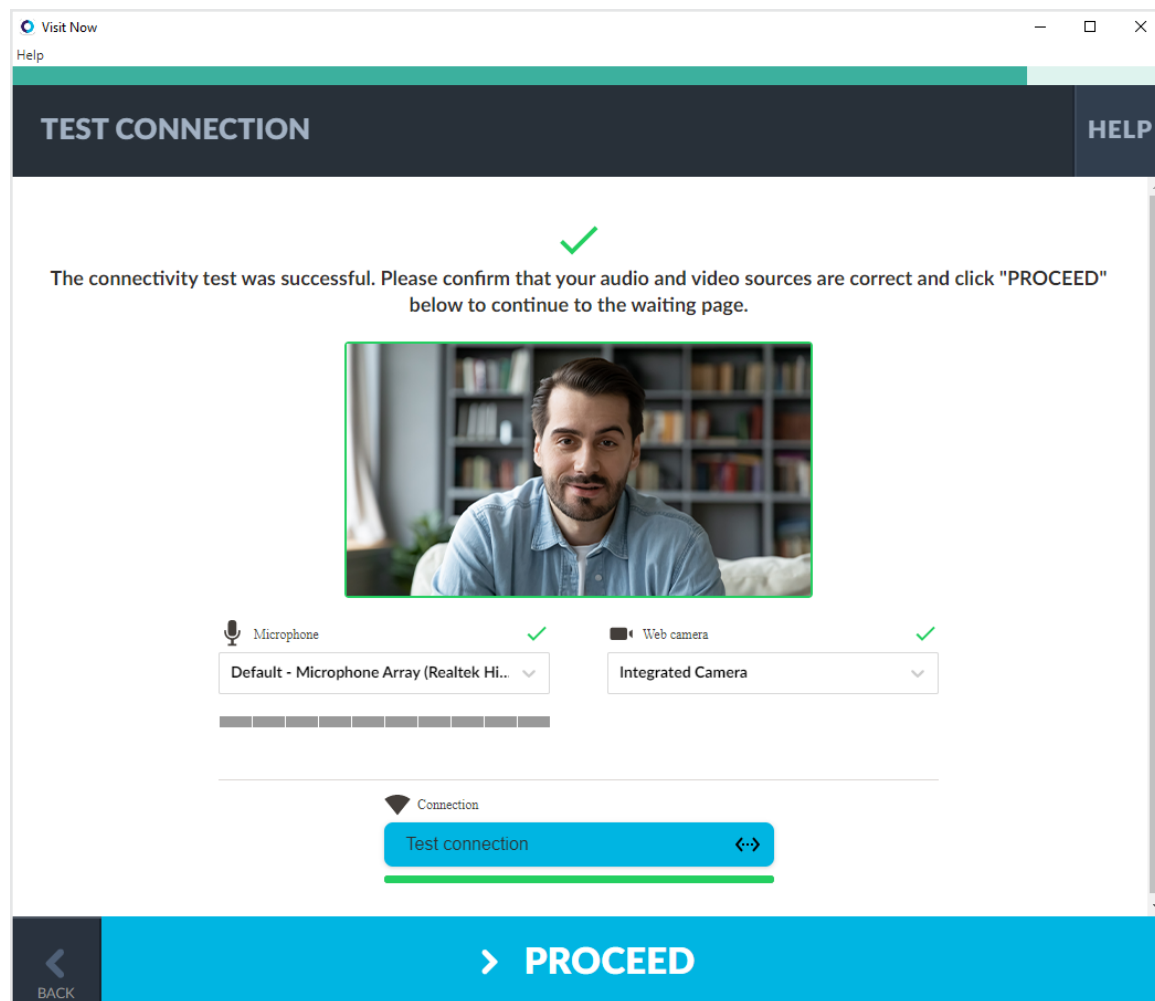 Visit Now
Help
TEST CONNECTION
HELP
The connectivity test was successful. Please confirm that your audio and video sources are correct and click "PROCEED"
below to continue to the waiting page.
Microphone
Web camera
Default - Microphone Array (Realtek Hi...
Integrated Camera
Connection
Test connection
BACK
PROCEED